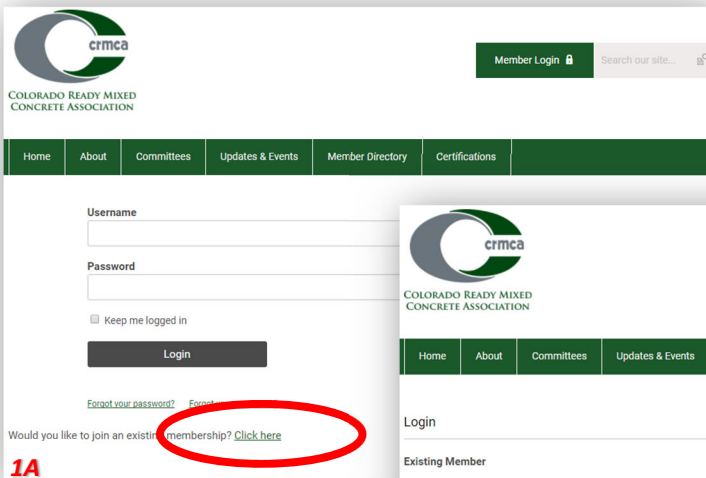 crmca
COLORADO READY MIXED
CONCRETE ASSOCIATION
Member Login
Search our site...
Home About Committees Updates & Events Member Directory Certifications
Username
Password
Keep me logged in
Login
Forgot your password?
Would you like to join an existing membership? Click here
1A
crmca
COLORADO READY MIXED
CONCRETE ASSOCIATION
Home About Committees Updates & Events
Login
Existing Member